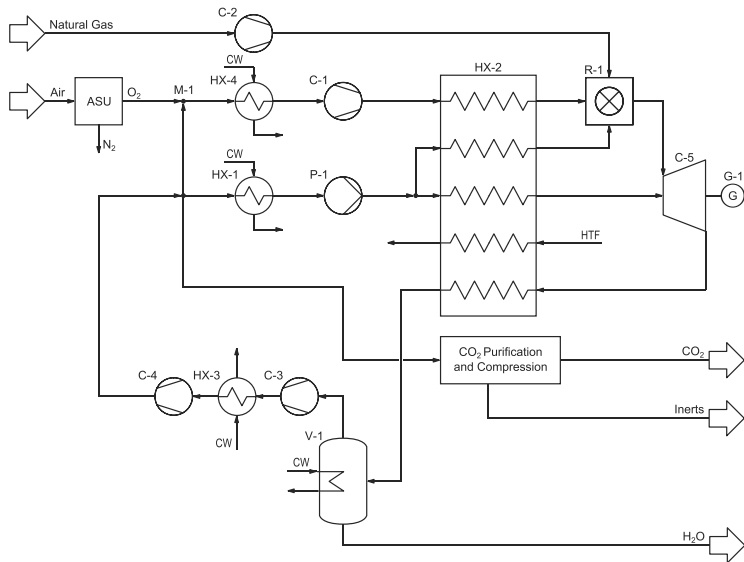 C-2
Natural Gas
CW
HX-4
C-1
HX-2
R-1
Air
ASU
O2
M-1
N2
CW
HX-1
P-1
C-5
G-1
G
HTF
CO2 Purification
and Compression
CO2
Inerts
C-4
HX-3
C-3
CW
V-1
CW
H2O